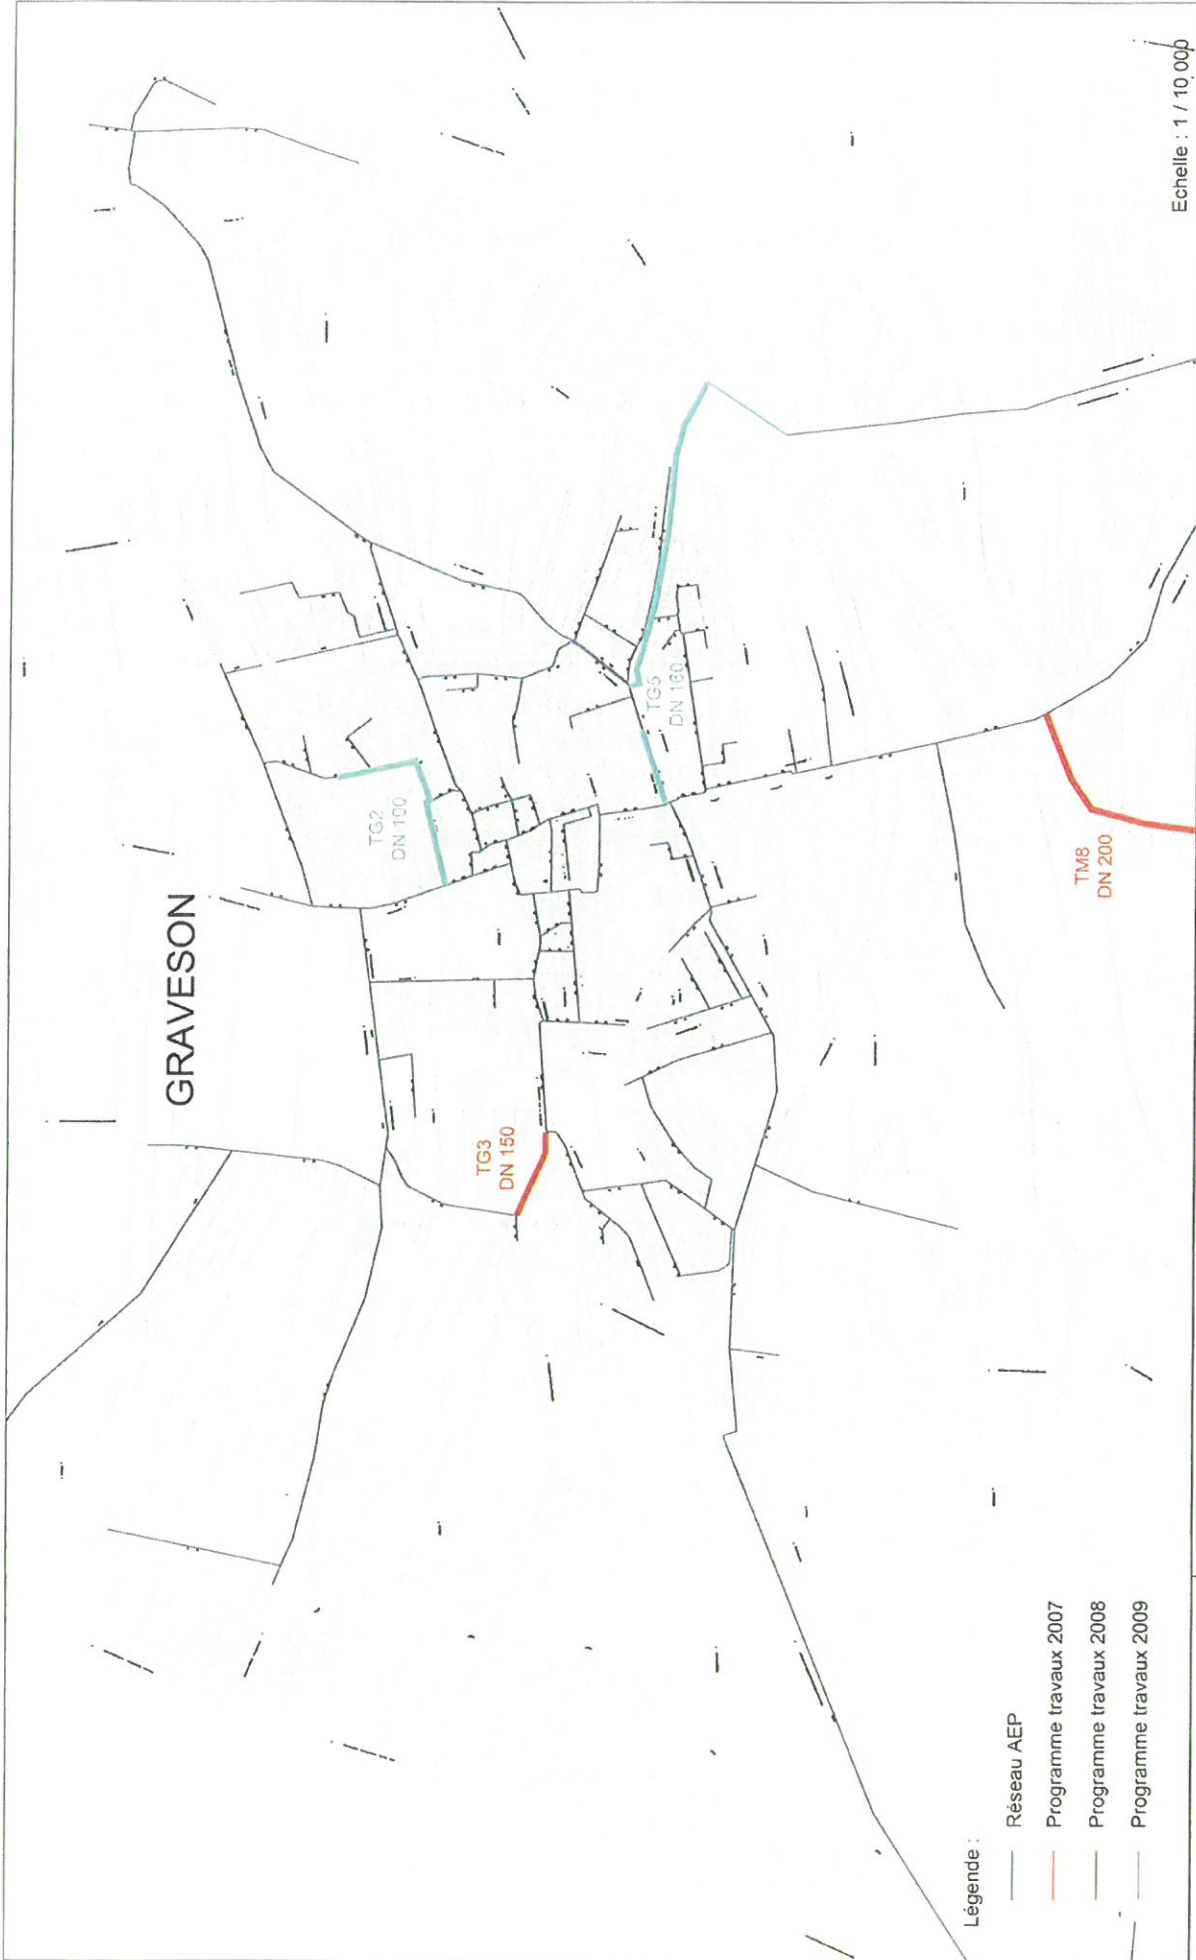 GRAVESON
TG2
DN 100
TG3
DN 150
TG5
DN 160
TM8
DN 200
Légende :
Réseau AEP
Programme travaux 2007
Programme travaux 2008
Programme travaux 2009
Echelle : 1 / 10 000